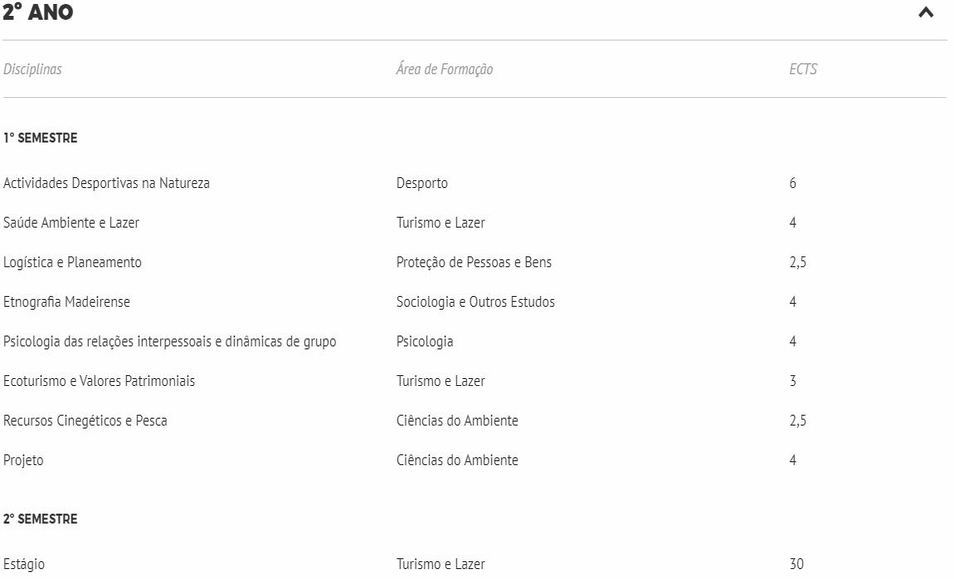 2° ANO
Disciplinas Área de Formação ECTS
1° SEMESTRE
Actividades Desportivas na Natureza Desporto 6
Saúde Ambiente e Lazer Turismo e Lazer 4
Logística e Planeamento Proteção de Pessoas e Bens 2,5
Etnografia Madeirense Sociologia e Outros Estudos 4
Psicologia das relações interpessoais e dinâmicas de grupo Psicologia 4
Ecoturismo e Valores Patrimoniais Turismo e Lazer 3
Recursos Cinegéticos e Pesca Ciências do Ambiente 2,5
Projeto Ciências do Ambiente 4
2° SEMESTRE
Estágio Turismo e Lazer 30